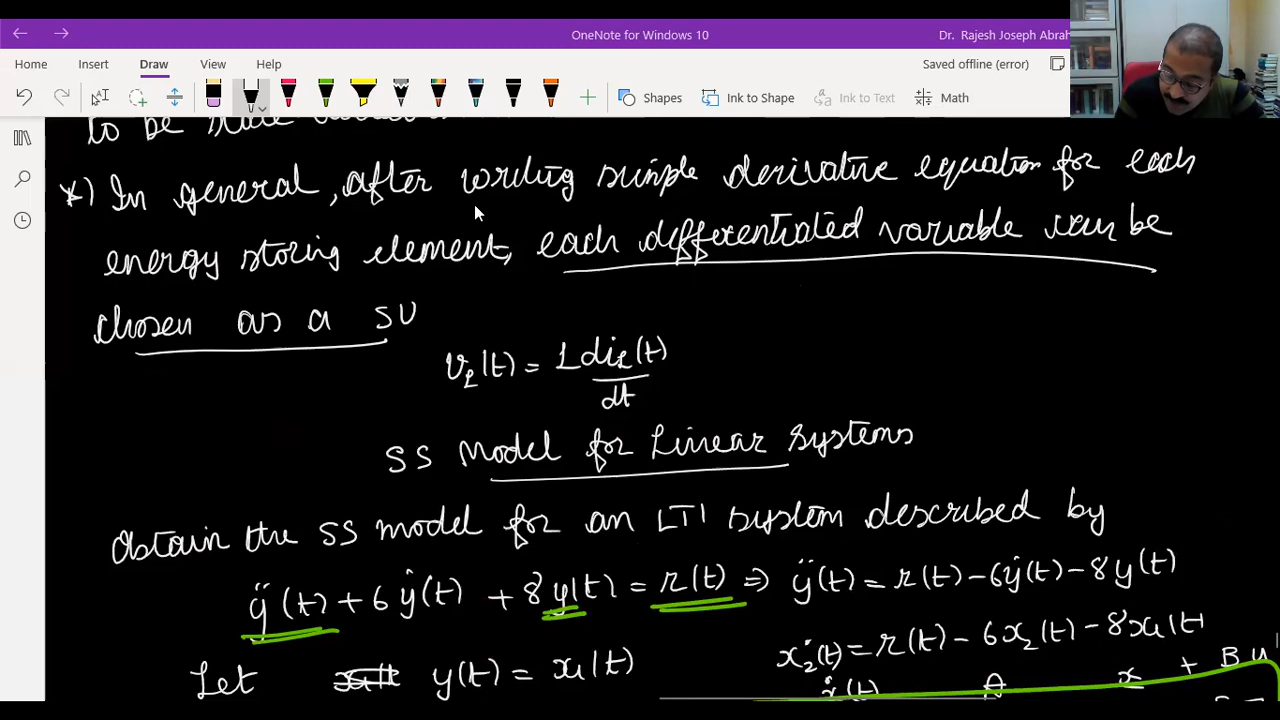 OneNote for Windows 10
Dr. Rajesh Joseph Abrah
Home Insert Draw View Help
Saved offline (error)
Shapes Ink to Shape Ink to Text Math
to be state
*) In general, after writing simple derivative equation for each
energy storing element, each differentiated variable can be
chosen as a SV
v_L(t) = L di_L(t)/dt
SS Model for Linear Systems
Obtain the SS model for an LTI system described by
ÿ(t) + 6ẏ(t) + 8y(t) = r(t) ⇒ ÿ(t) = r(t) - 6ẏ(t) - 8y(t)
ẋ₂(t) = r(t) - 6x₂(t) - 8x₁(t)
Let y(t) = x₁(t)
ẋ(t) A x + B u